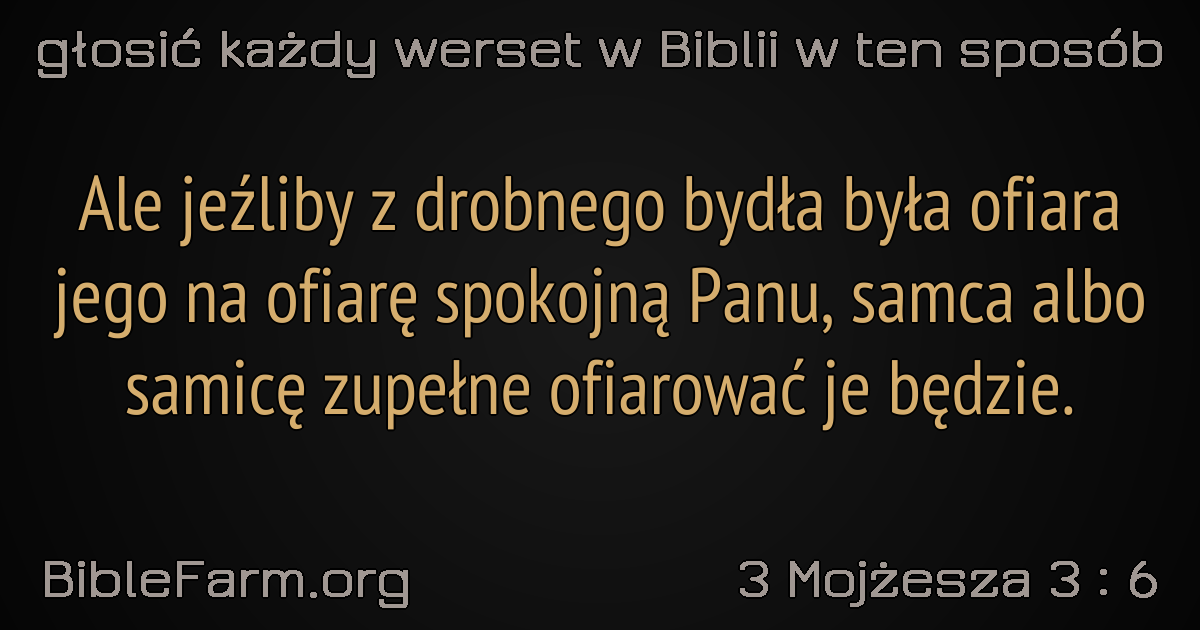 głosić każdy werset w Biblii w ten sposób
Ale jeźliby z drobnego bydła była ofiara
jego na ofiarę spokojną Panu, samca albo
samicę zupełne ofiarować je będzie.
BibleFarm.org
3 Mojżesza 3 : 6